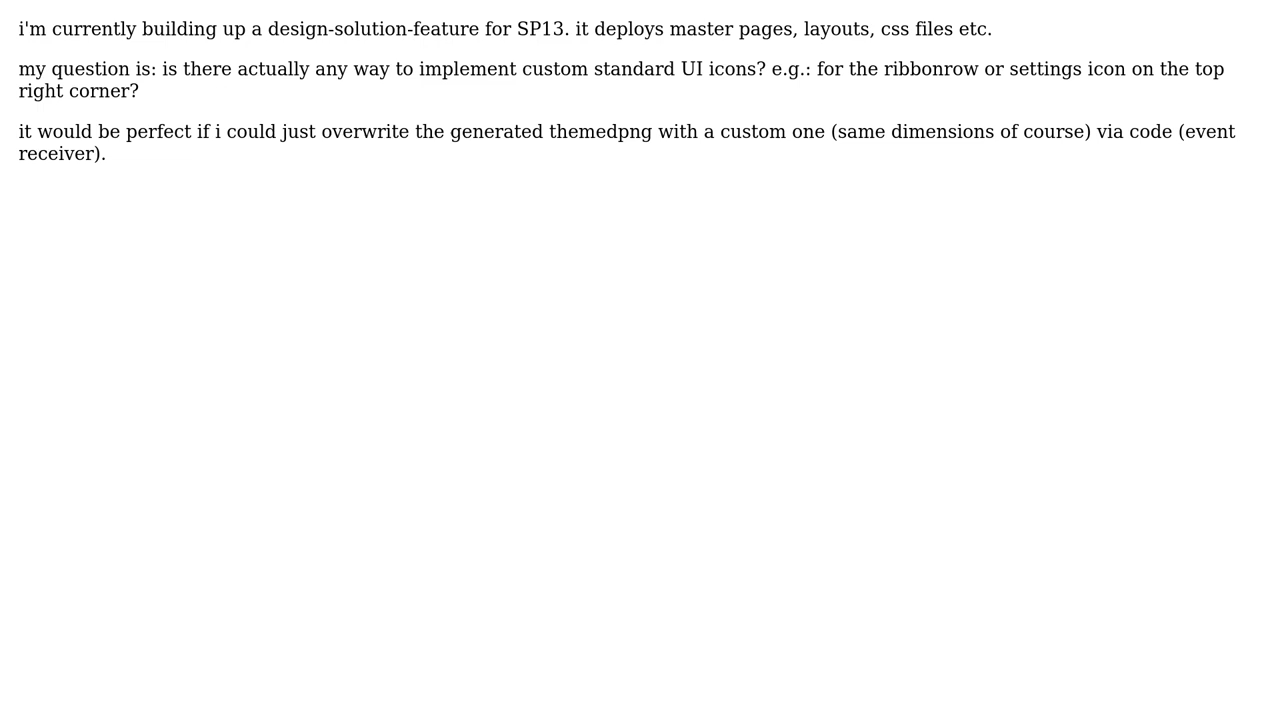 i'm currently building up a design-solution-feature for SP13. it deploys master pages, layouts, css files etc.
my question is: is there actually any way to implement custom standard UI icons? e.g.: for the ribbonrow or settings icon on the top
right corner?
it would be perfect if i could just overwrite the generated themedpng with a custom one (same dimensions of course) via code (event
receiver).